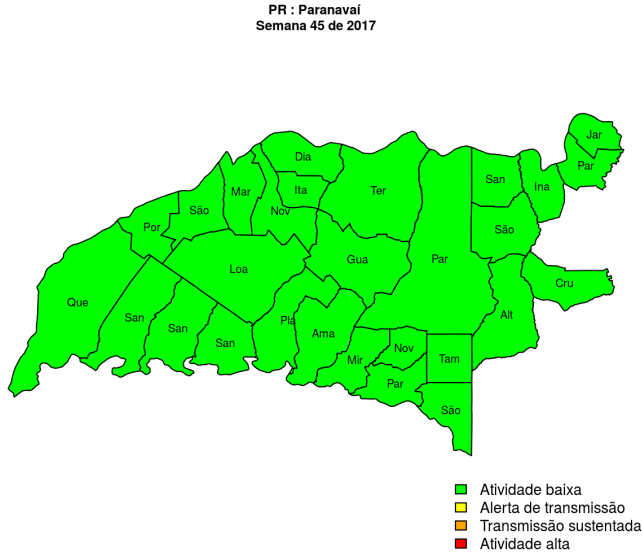 PR : Paranavaí
Semana 45 de 2017
Jar
Par
Dia
San
Ina
Ita
Ter
Mar
São
Nov
Por
São
Gua
Par
Loa
Cru
Que
San
San
San
Pla
Ama
Alt
Mir
Nov
Tam
Par
São
Atividade baixa
Alerta de transmissão
Transmissão sustentada
Atividade alta